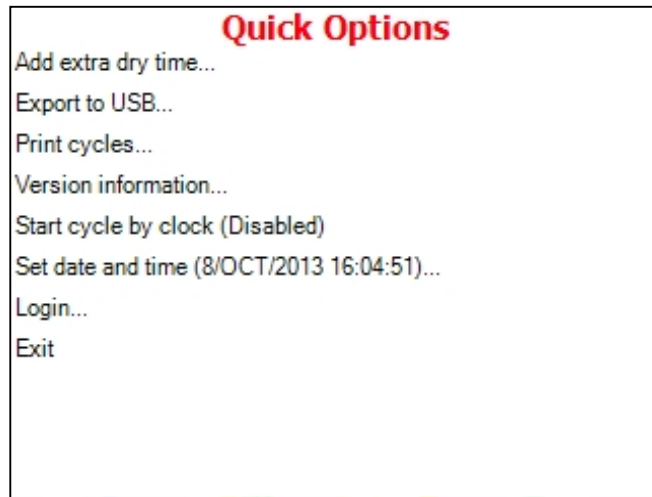 Quick Options
Add extra dry time...
Export to USB...
Print cycles...
Version information...
Start cycle by clock (Disabled)
Set date and time (8/OCT/2013 16:04:51)...
Login...
Exit